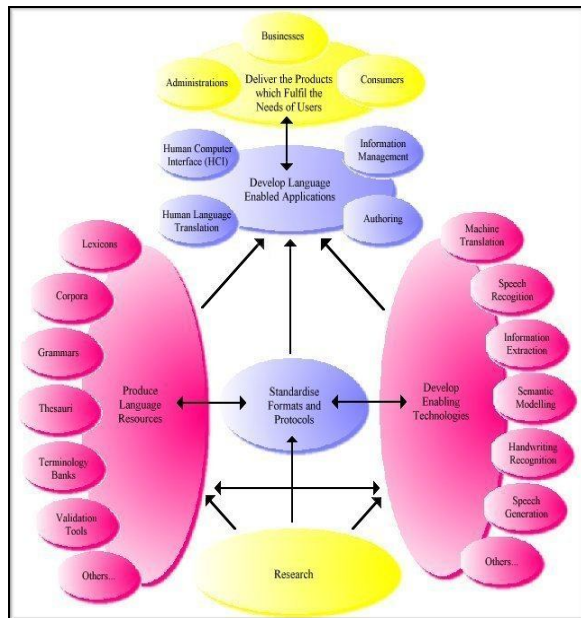 Businesses
Administrations
Deliver the Products
which Fulfil the
Needs of Users
Consumers
Human Computer
Interface (HCI)
Information
Management
Develop Language
Enabled Applications
Human Language
Translation
Authoring
Lexicons
Corpora
Grammars
Thesauri
Terminology
Banks
Validation
Tools
Others...
Produce
Language
Resources
Standardise
Formats and
Protocols
Develop
Enabling
Technologies
Machine
Translation
Speech
Recogition
Information
Extraction
Semantic
Modelling
Handwriting
Recognition
Speech
Generation
Others...
Research